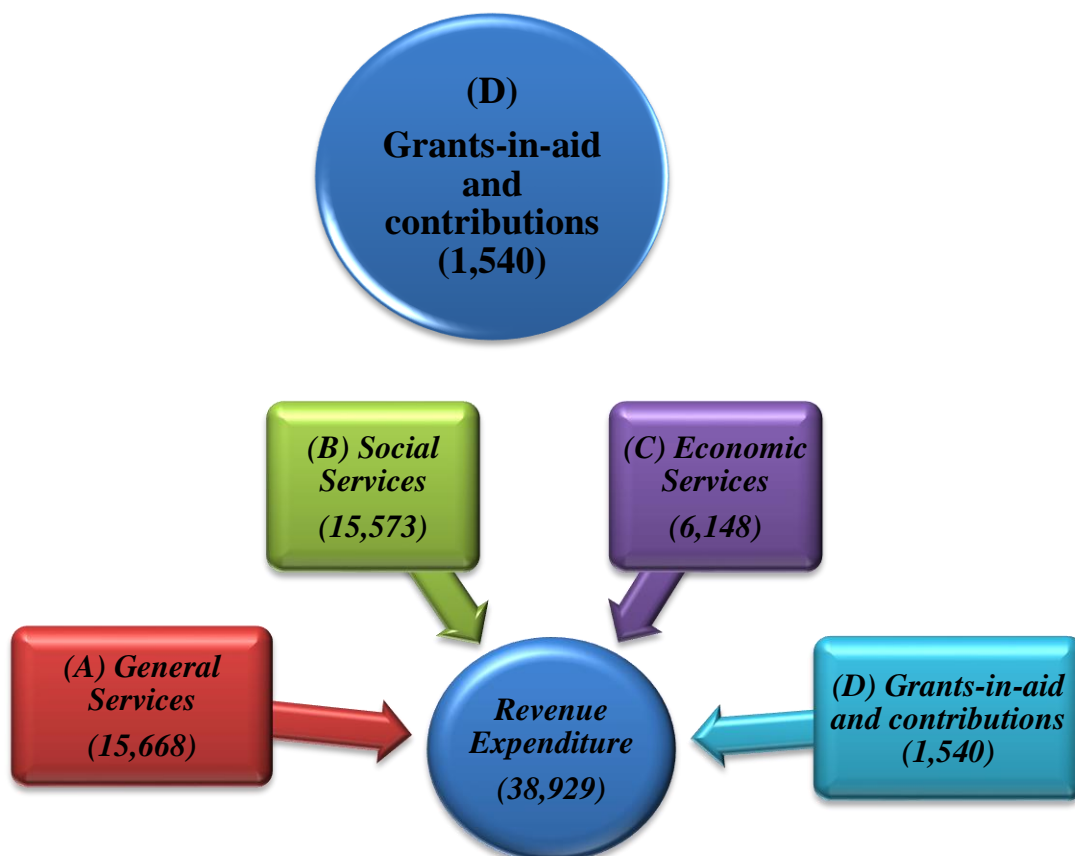 (D)
Grants-in-aid
and
contributions
(1,540)
(B) Social
Services
(15,573)
(C) Economic
Services
(6,148)
(A) General
Services
(15,668)
Revenue
Expenditure
(38,929)
(D) Grants-in-aid
and contributions
(1,540)